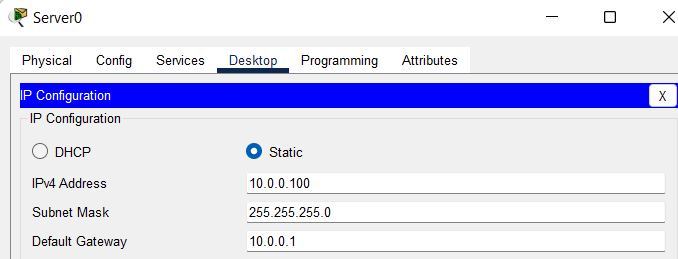 Server0
Physical Config Services Desktop Programming Attributes
IP Configuration X
IP Configuration
DHCP Static
IPv4 Address 10.0.0.100
Subnet Mask 255.255.255.0
Default Gateway 10.0.0.1